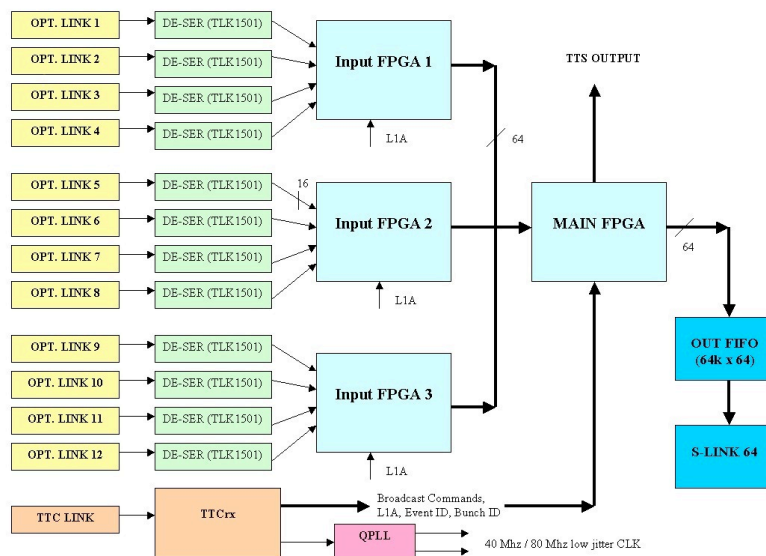 OPT. LINK 1
DE-SER (TLK1501)
OPT. LINK 2
DE-SER (TLK1501)
OPT. LINK 3
DE-SER (TLK1501)
OPT. LINK 4
DE-SER (TLK1501)
Input FPGA 1
L1A
64
TTS OUTPUT
OPT. LINK 5
DE-SER (TLK1501)
16
OPT. LINK 6
DE-SER (TLK1501)
OPT. LINK 7
DE-SER (TLK1501)
OPT. LINK 8
DE-SER (TLK1501)
Input FPGA 2
L1A
MAIN FPGA
64
OPT. LINK 9
DE-SER (TLK1501)
OPT. LINK 10
DE-SER (TLK1501)
OPT. LINK 11
DE-SER (TLK1501)
OPT. LINK 12
DE-SER (TLK1501)
Input FPGA 3
L1A
OUT FIFO
(64k x 64)
S-LINK 64
TTC LINK
TTCrx
Broadcast Commands,
L1A, Event ID, Bunch ID
QPLL
40 Mhz / 80 Mhz low jitter CLK